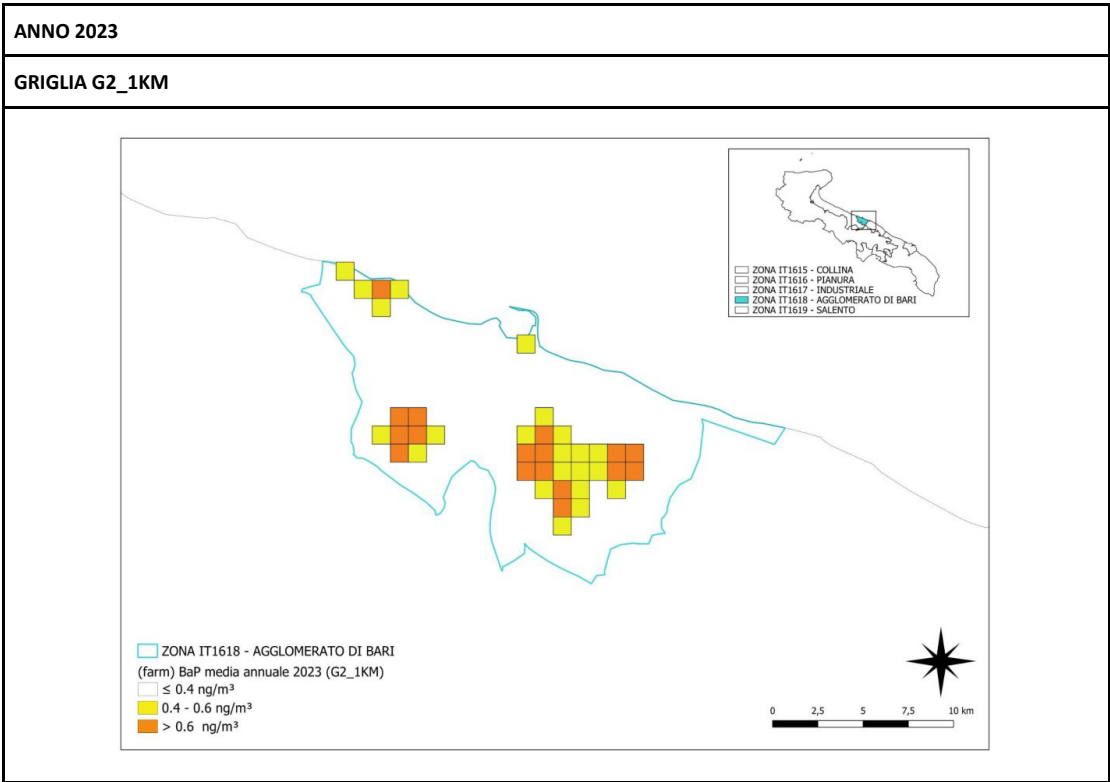 ANNO 2023
GRIGLIA G2_1KM
ZONA IT1615 - COLLINA
ZONA IT1616 - PIANURA
ZONA IT1617 - INDUSTRIALE
ZONA IT1618 - AGGLOMERATO DI BARI
ZONA IT1619 - SALENTO
ZONA IT1618 - AGGLOMERATO DI BARI
(farm) BaP media annuale 2023 (G2_1KM)
≤ 0.4 ng/m³
0.4 - 0.6 ng/m³
> 0.6 ng/m³
0 2,5 5 7,5 10 km